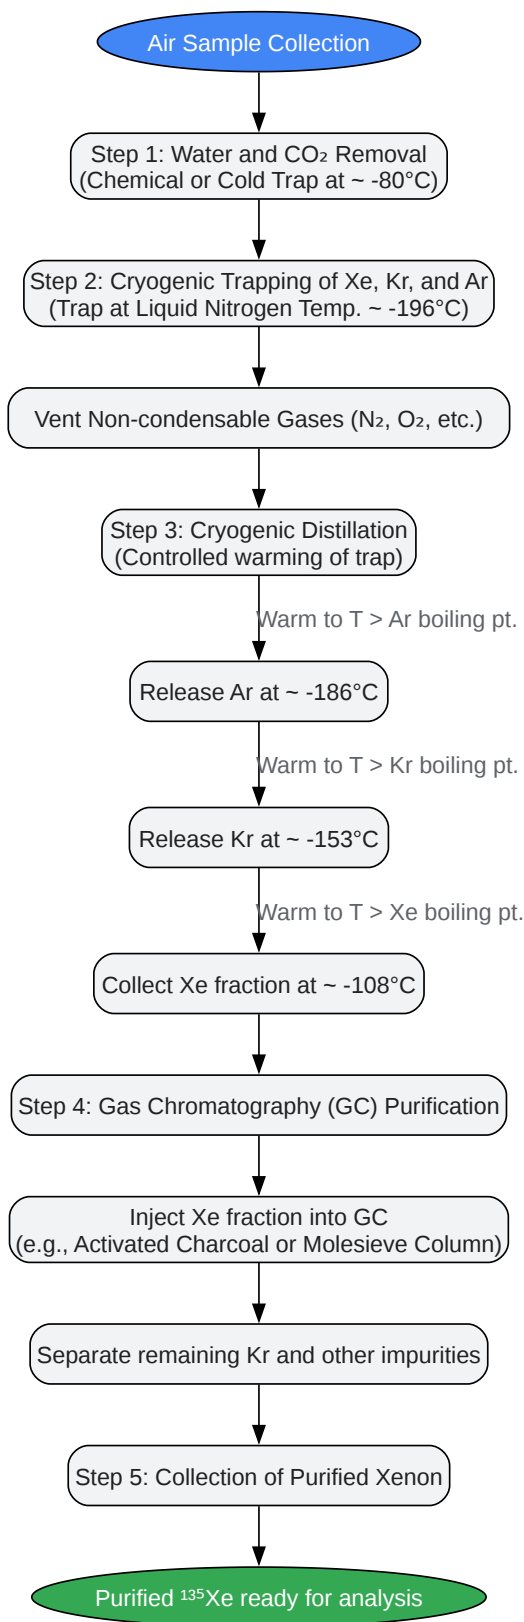 Air Sample Collection
Step 1: Water and CO₂ Removal
(Chemical or Cold Trap at ~ -80°C)
Step 2: Cryogenic Trapping of Xe, Kr, and Ar
(Trap at Liquid Nitrogen Temp. ~ -196°C)
Vent Non-condensable Gases (N₂, O₂, etc.)
Step 3: Cryogenic Distillation
(Controlled warming of trap)
Warm to T > Ar boiling pt.
Release Ar at ~ -186°C
Warm to T > Kr boiling pt.
Release Kr at ~ -153°C
Warm to T > Xe boiling pt.
Collect Xe fraction at ~ -108°C
Step 4: Gas Chromatography (GC) Purification
Inject Xe fraction into GC
(e.g., Activated Charcoal or Molesieve Column)
Separate remaining Kr and other impurities
Step 5: Collection of Purified Xenon
Purified ¹³⁵Xe ready for analysis